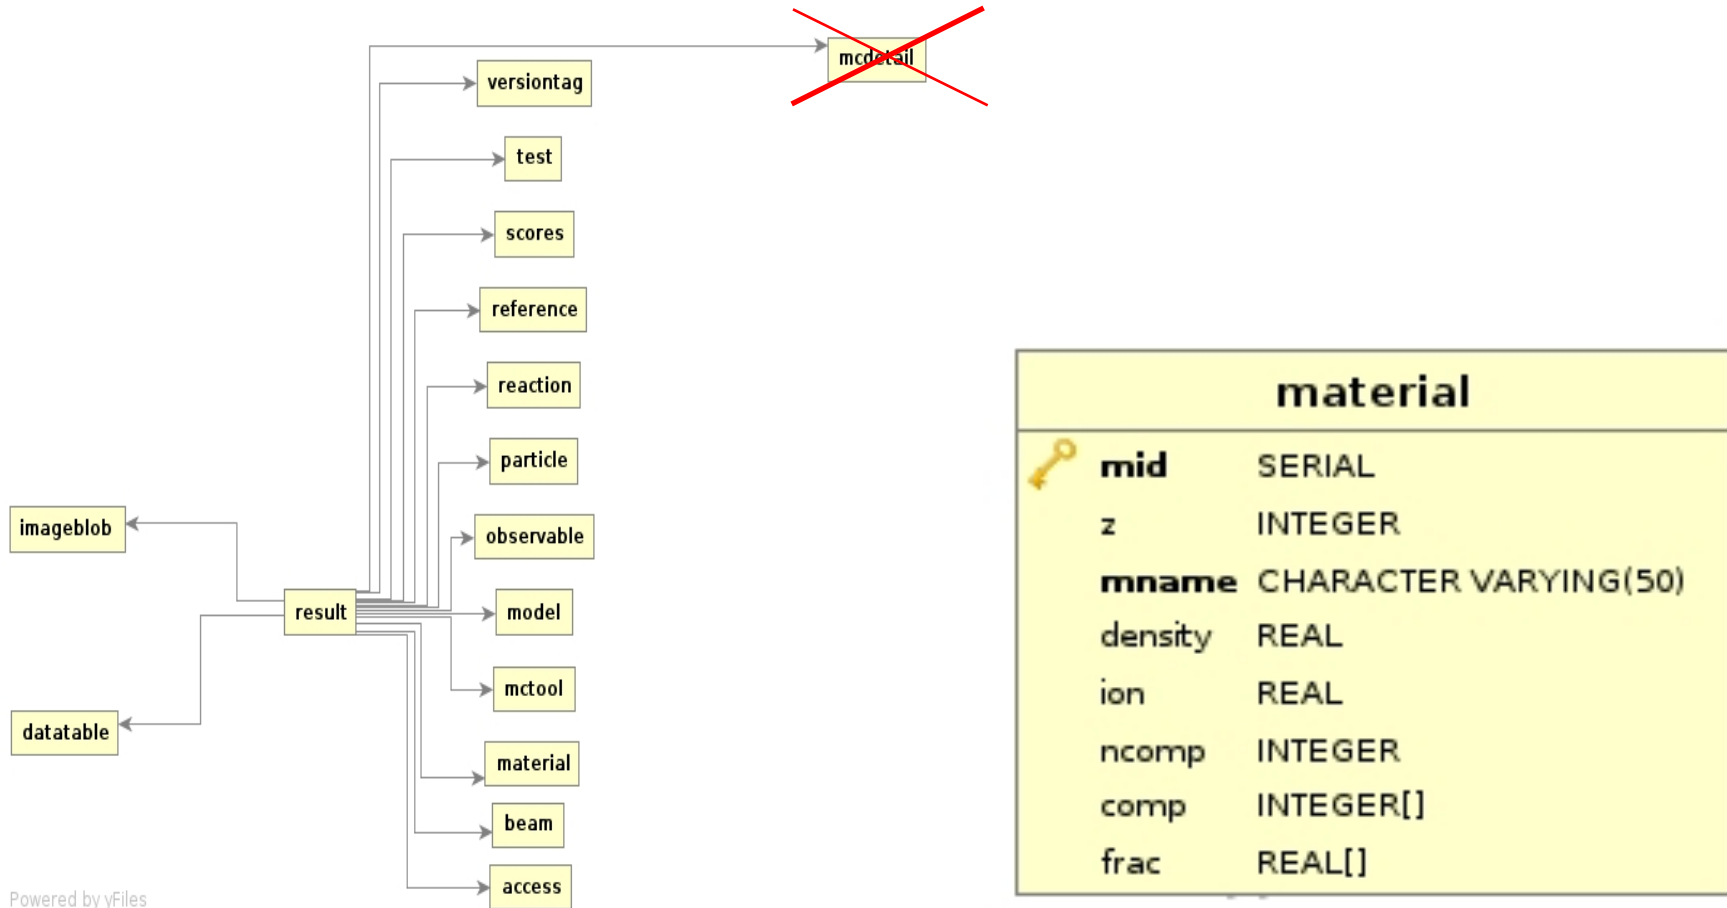 mcdetail
versiontag
test
scores
reference
reaction
particle
observable
imageblob
result
model
mctool
datatable
material
beam
access
Powered by yFiles
material
mid SERIAL
z INTEGER
mname CHARACTER VARYING(50)
density REAL
ion REAL
ncomp INTEGER
comp INTEGER[]
frac REAL[]